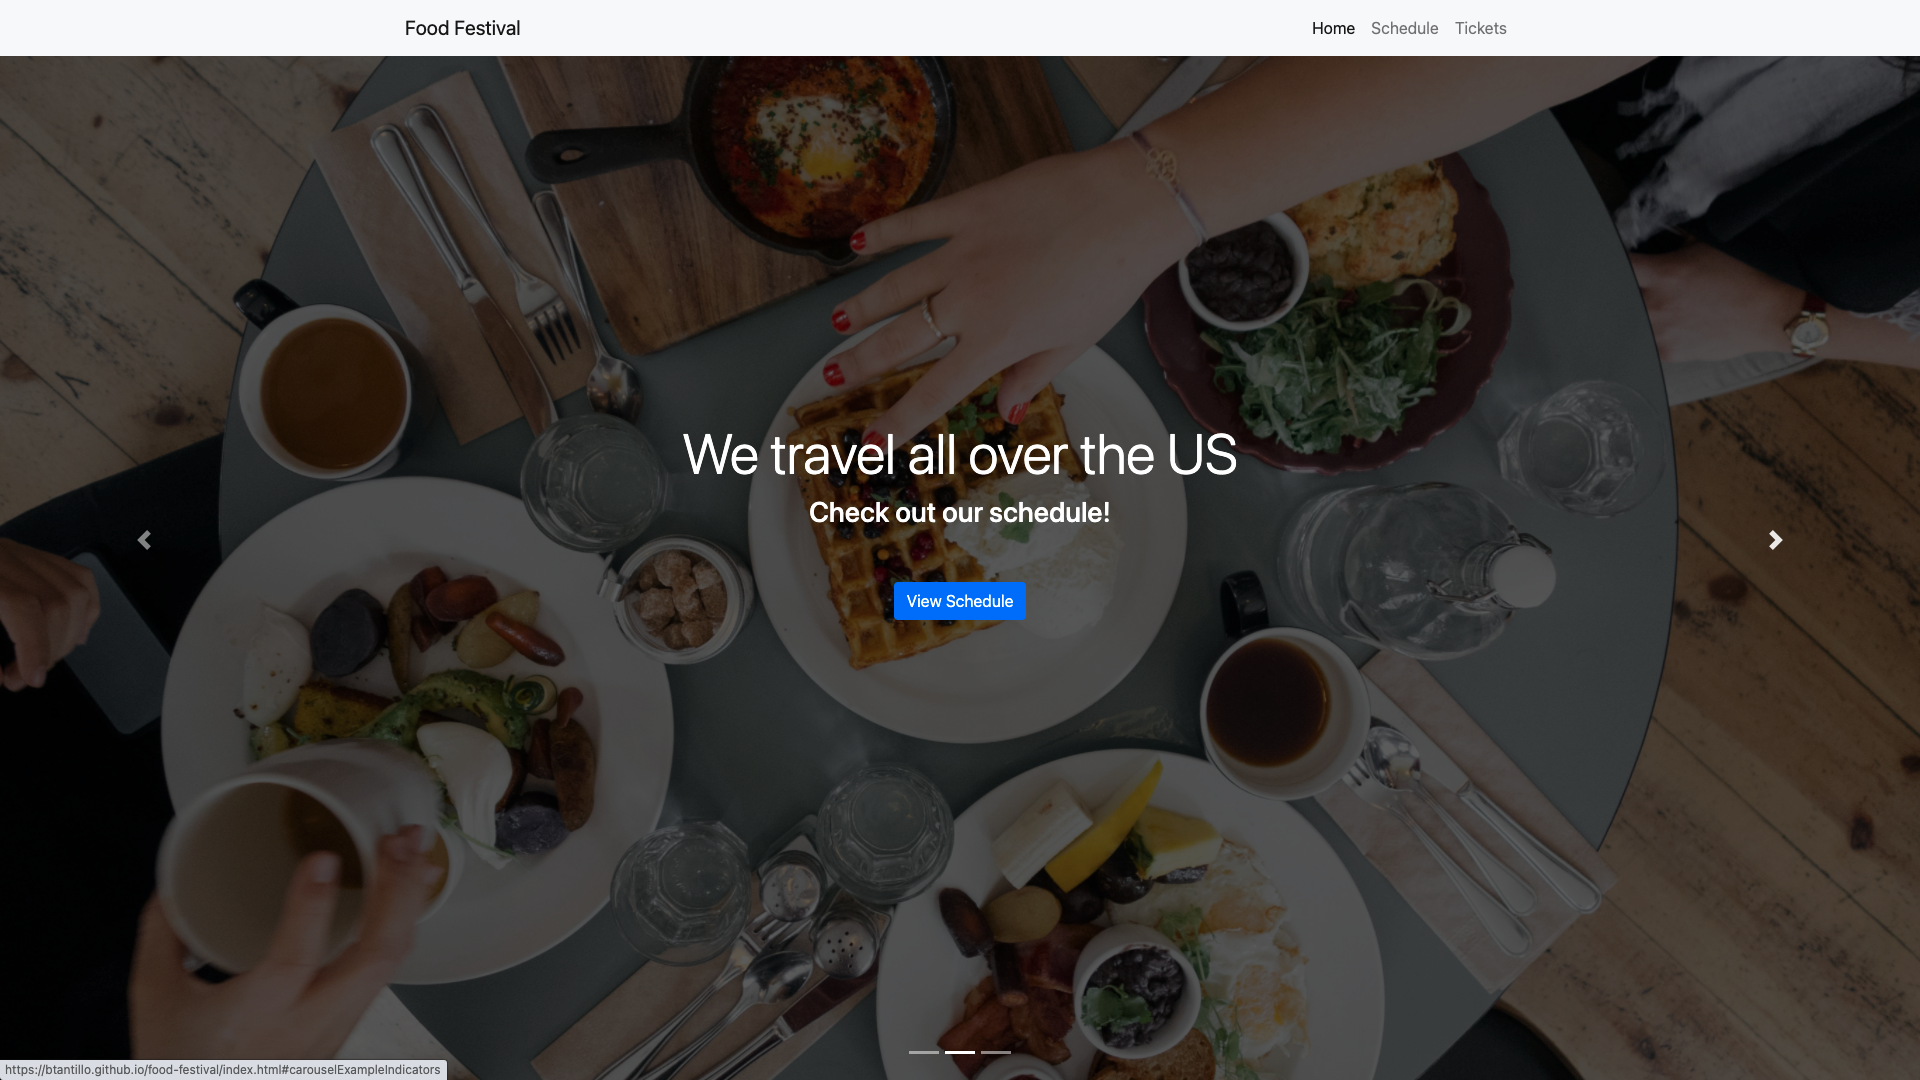 Food Festival
Home Schedule Tickets
We travel all over the US
Check out our schedule!
View Schedule
https://btantillo.github.io/food-festival/index.html#carouselExampleIndicators